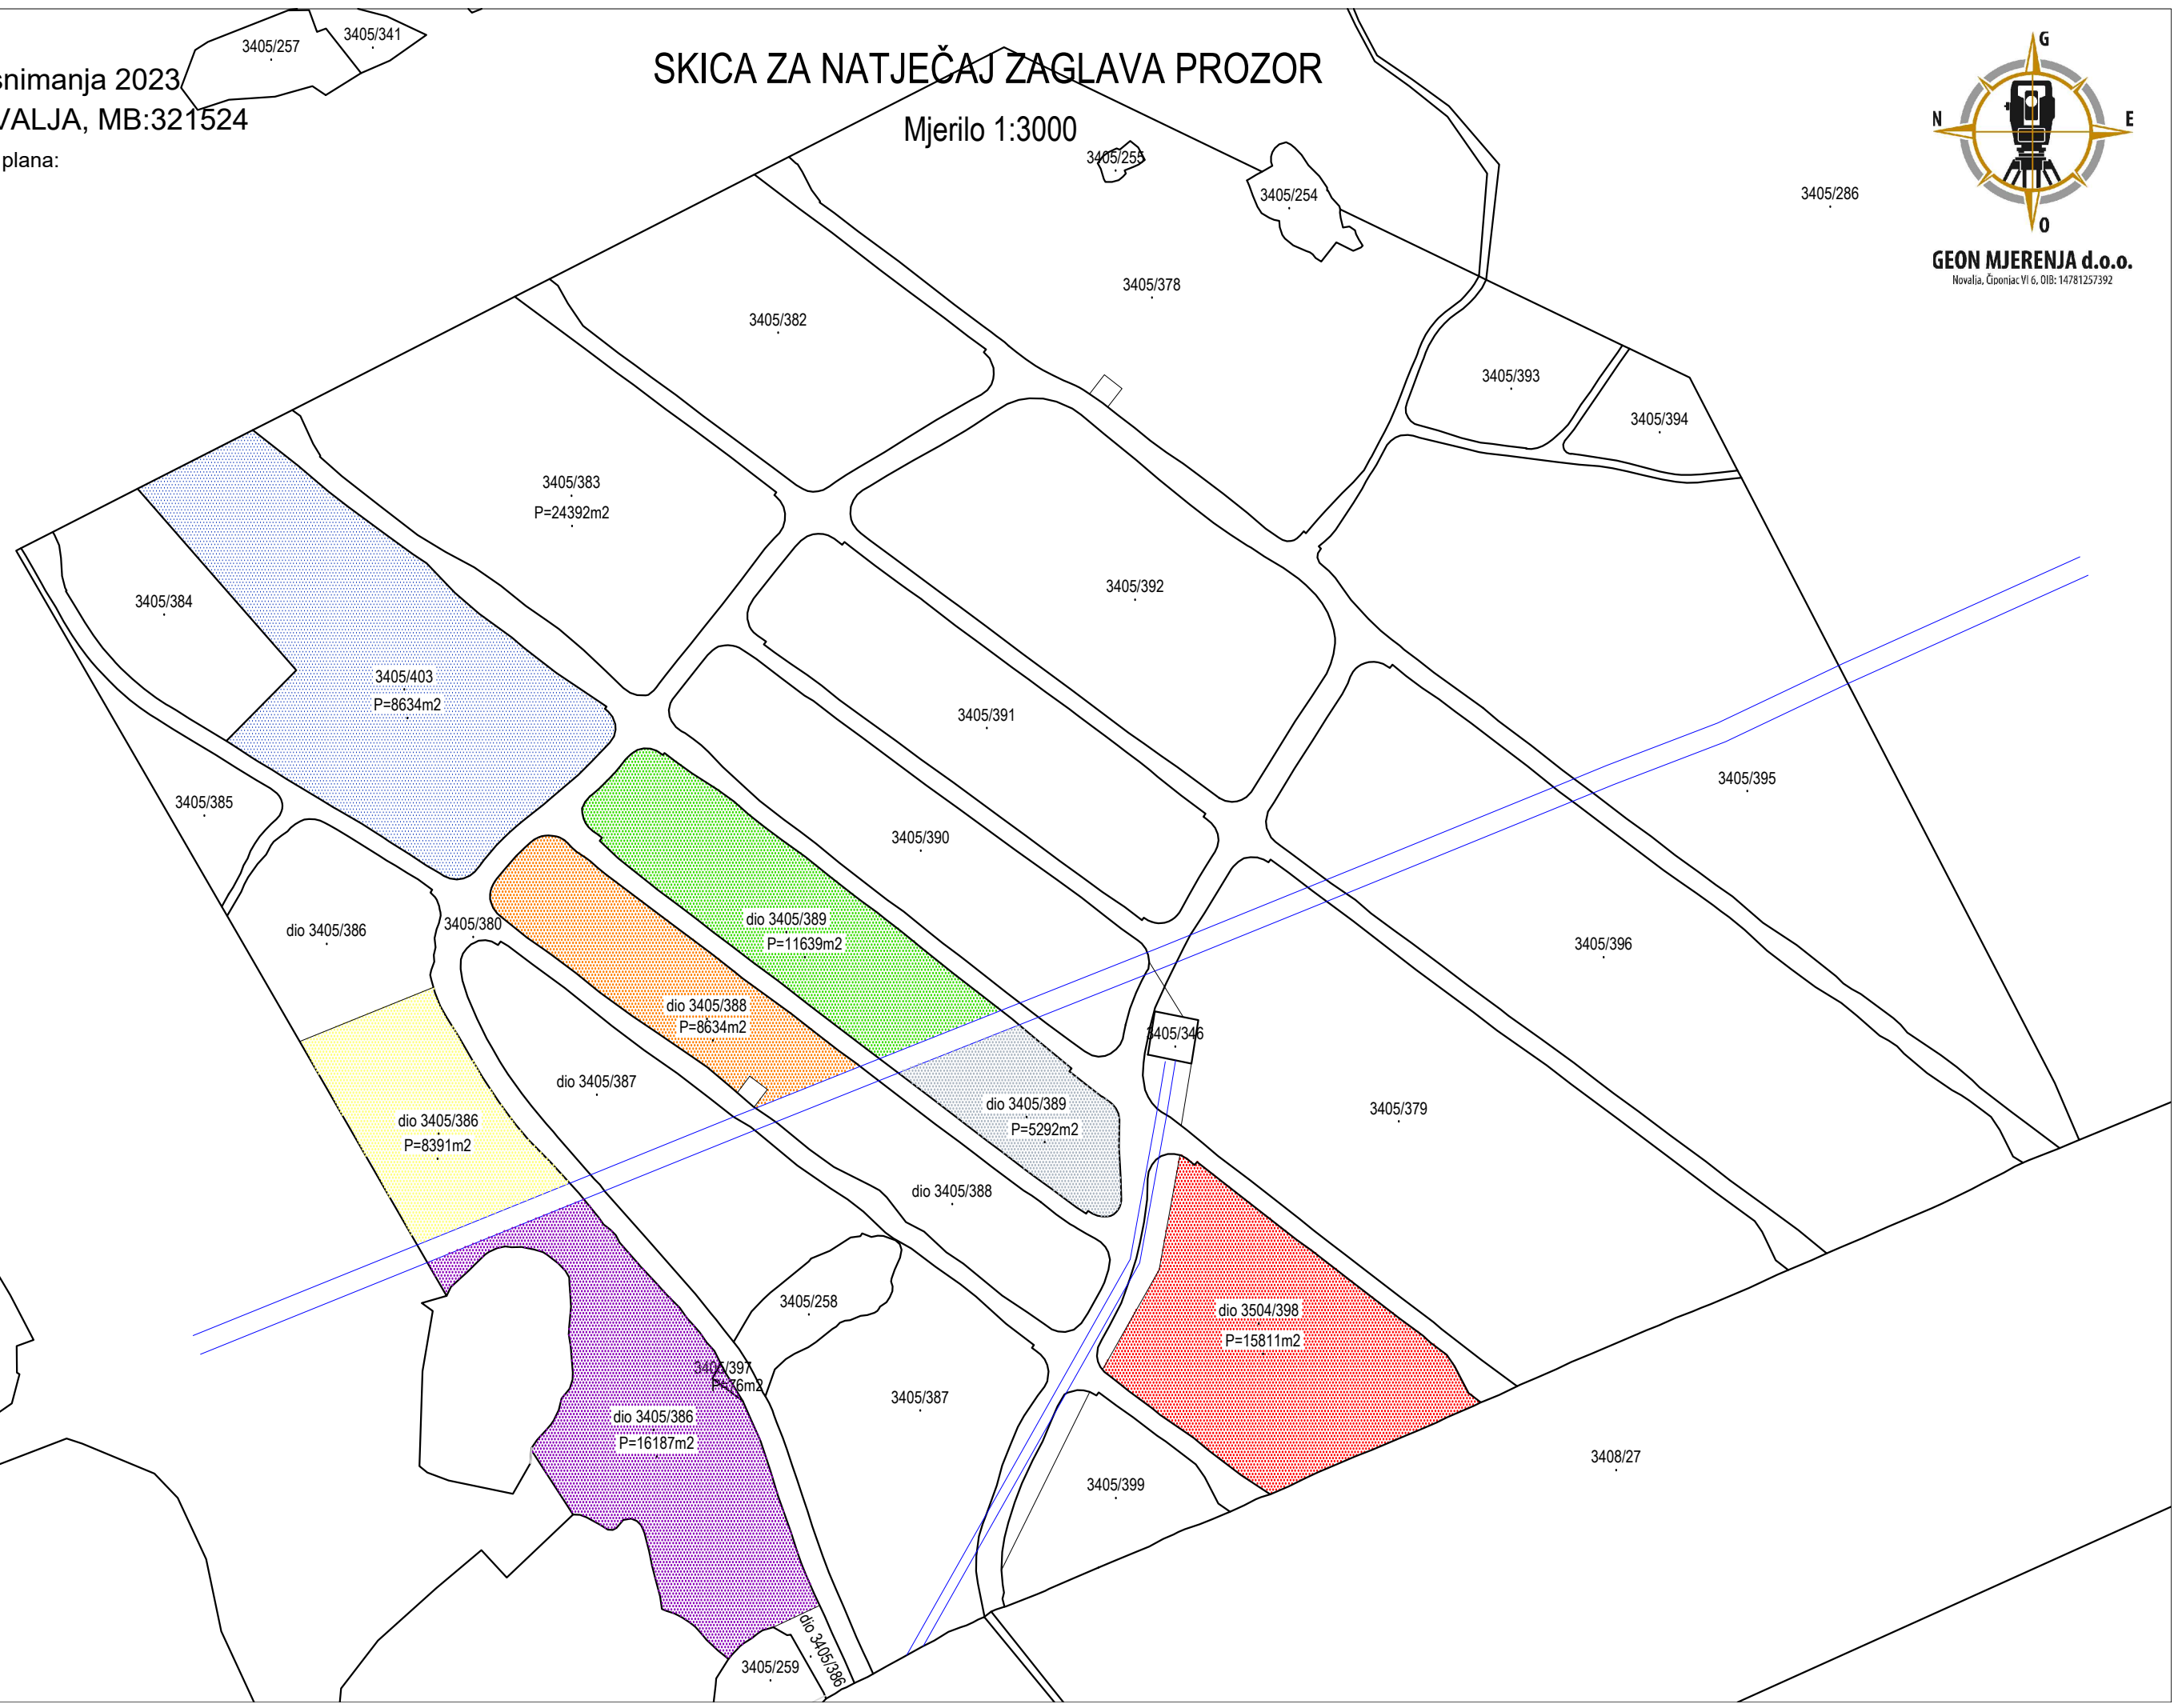 3405/257
3405/341
snimanja 2023
VALJA, MB:321524
plana:
SKICA ZA NATJEČAJ ZAGLAVA PROZOR
Mjerilo 1:3000
G
N
E
O
GEON MJERENJA d.o.o.
Novalja, Čiponjac VI 6, OIB: 14781257392
3405/255
3405/254
3405/286
3405/378
3405/382
3405/393
3405/394
3405/383
P=24392m2
3405/392
3405/384
3405/403
P=8634m2
3405/391
3405/395
3405/385
3405/390
dio 3405/389
P=11639m2
3405/380
dio 3405/386
3405/396
dio 3405/388
P=8634m2
3405/346
dio 3405/387
dio 3405/389
P=5292m2
3405/379
dio 3405/386
P=8391m2
dio 3405/388
3405/258
dio 3504/398
P=15811m2
3405/397
P=76m2
3405/387
dio 3405/386
P=16187m2
3408/27
3405/399
dio 3405/386
3405/259